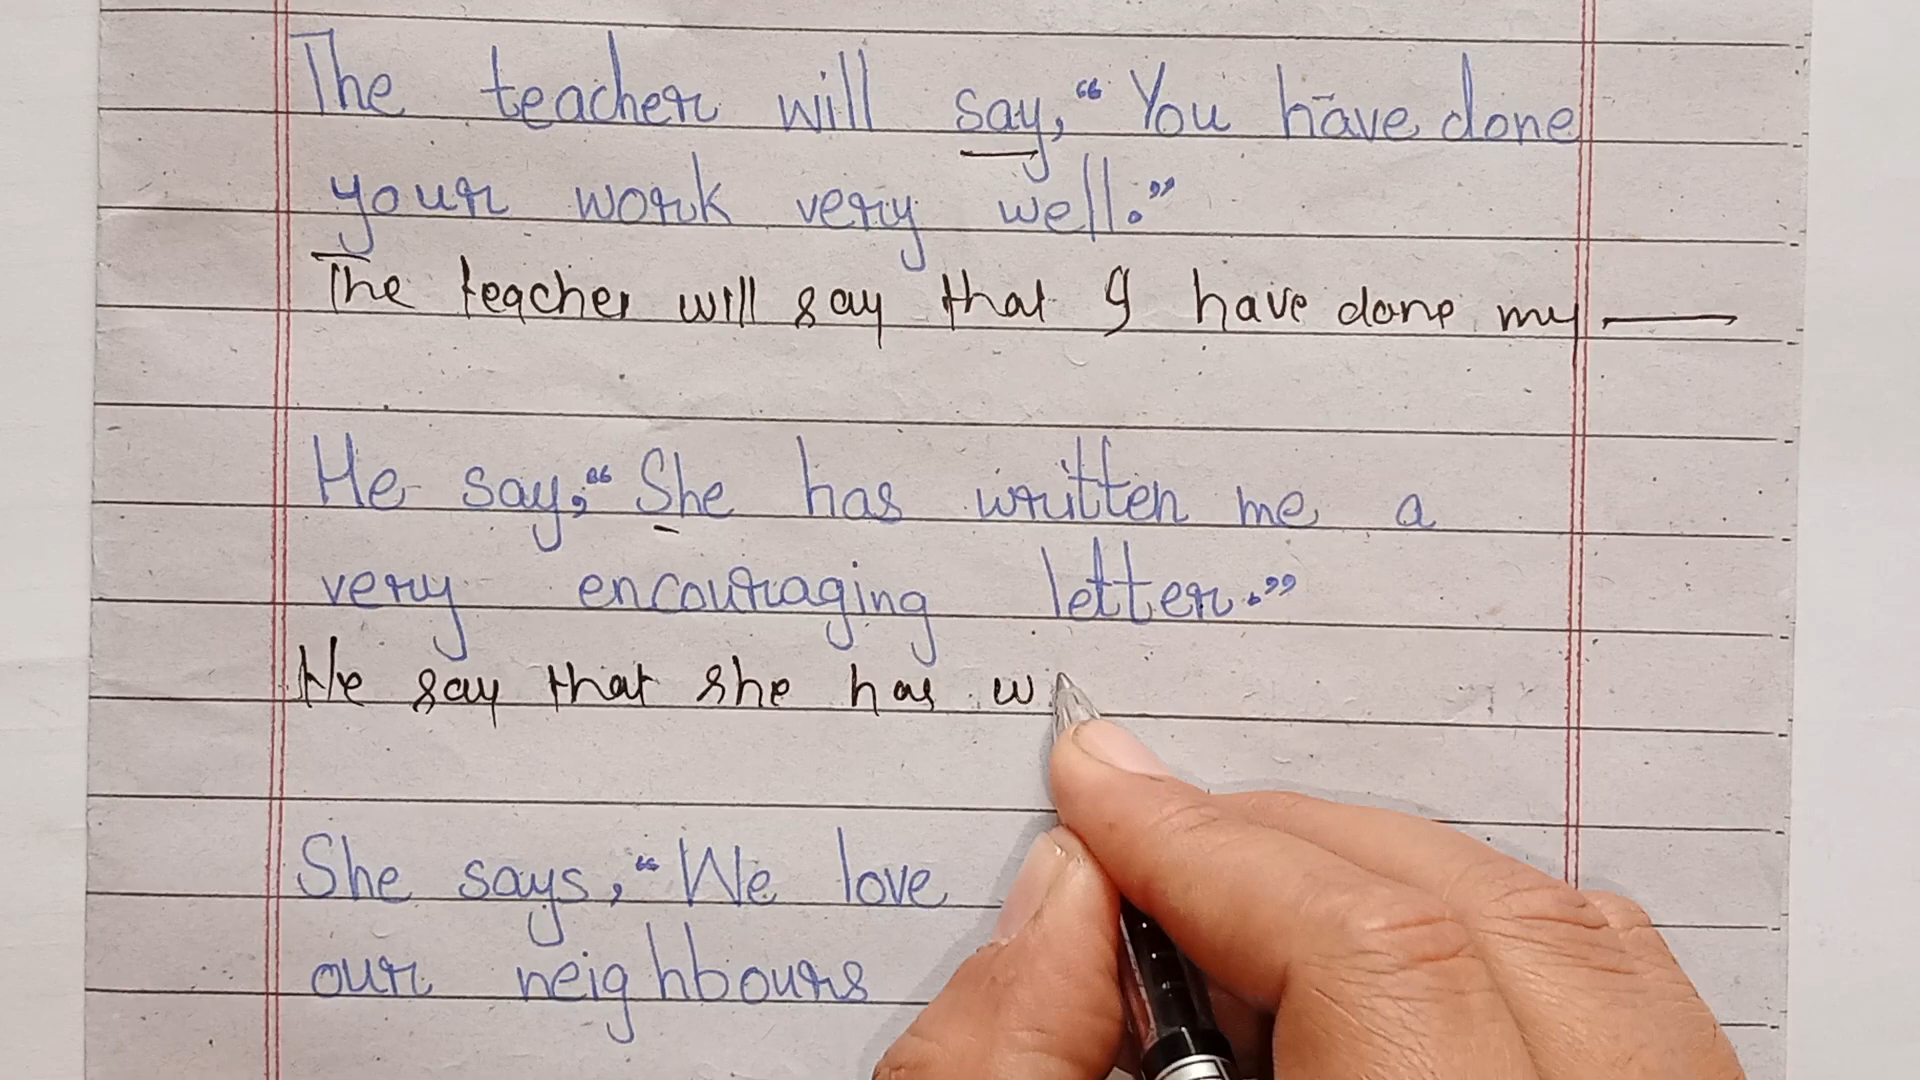 The teacher will say, “You have done
your work very well.”
The teacher will say that I have done my
He say, “She has written me a
very encouraging letter.”
He say that she has w
She says, “We love
our neighbours